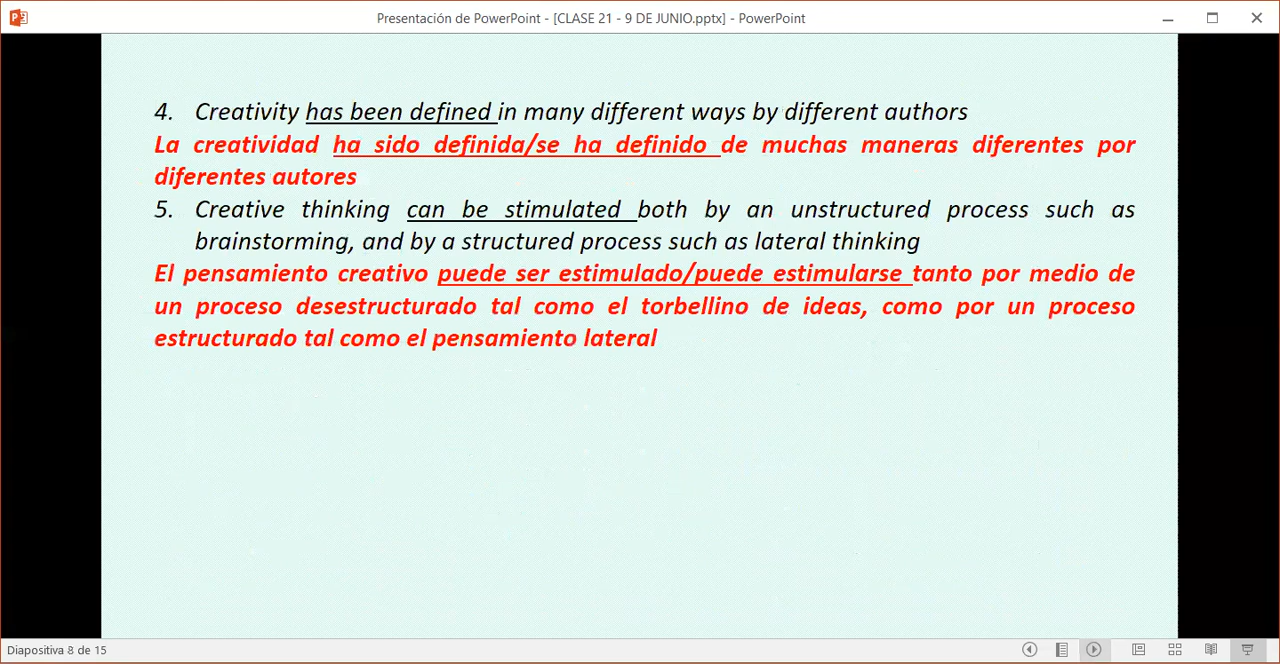 Presentación de PowerPoint - [CLASE 21 - 9 DE JUNIO.pptx] - PowerPoint
4. Creativity has been defined in many different ways by different authors
La creatividad ha sido definida/se ha definido de muchas maneras diferentes por
diferentes autores
5. Creative thinking can be stimulated both by an unstructured process such as
brainstorming, and by a structured process such as lateral thinking
El pensamiento creativo puede ser estimulado/puede estimularse tanto por medio de
un proceso desestructurado tal como el torbellino de ideas, como por un proceso
estructurado tal como el pensamiento lateral
Diapositiva 8 de 15